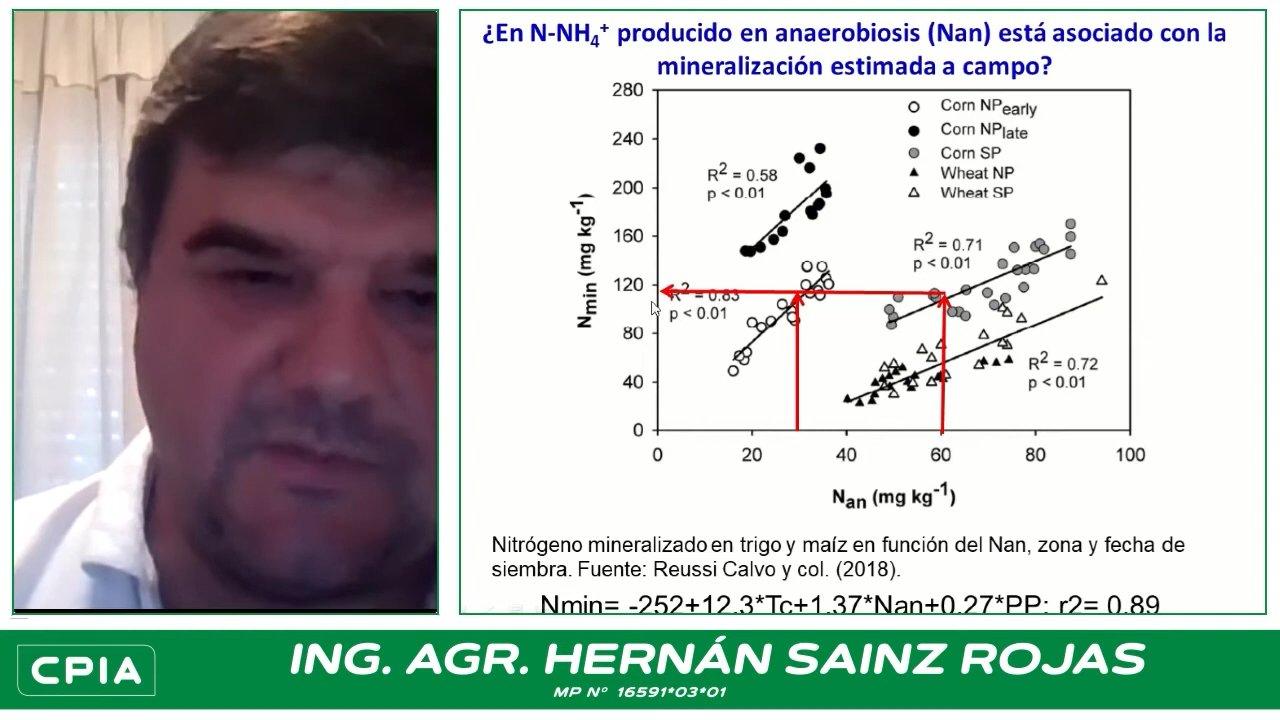 ¿En N-NH4+ producido en anaerobiosis (Nan) está asociado con la
mineralización estimada a campo?
280
240
200
160
120
80
40
0
Nmin (mg kg-1)
Corn NPearly
Corn NPlate
Corn SP
Wheat NP
Wheat SP
R2 = 0.58
p < 0.01
R2 = 0.71
p < 0.01
R2 = 0.83
p < 0.01
R2 = 0.72
p < 0.01
0 20 40 60 80 100
Nan (mg kg-1)
Nitrógeno mineralizado en trigo y maíz en función del Nan, zona y fecha de
siembra. Fuente: Reussi Calvo y col. (2018).
Nmin= -252+12.3*Tc+1.37*Nan+0.27*PP; r2= 0.89
CPIA
ING. AGR. HERNÁN SAINZ ROJAS
MP Nº 16591*03*01